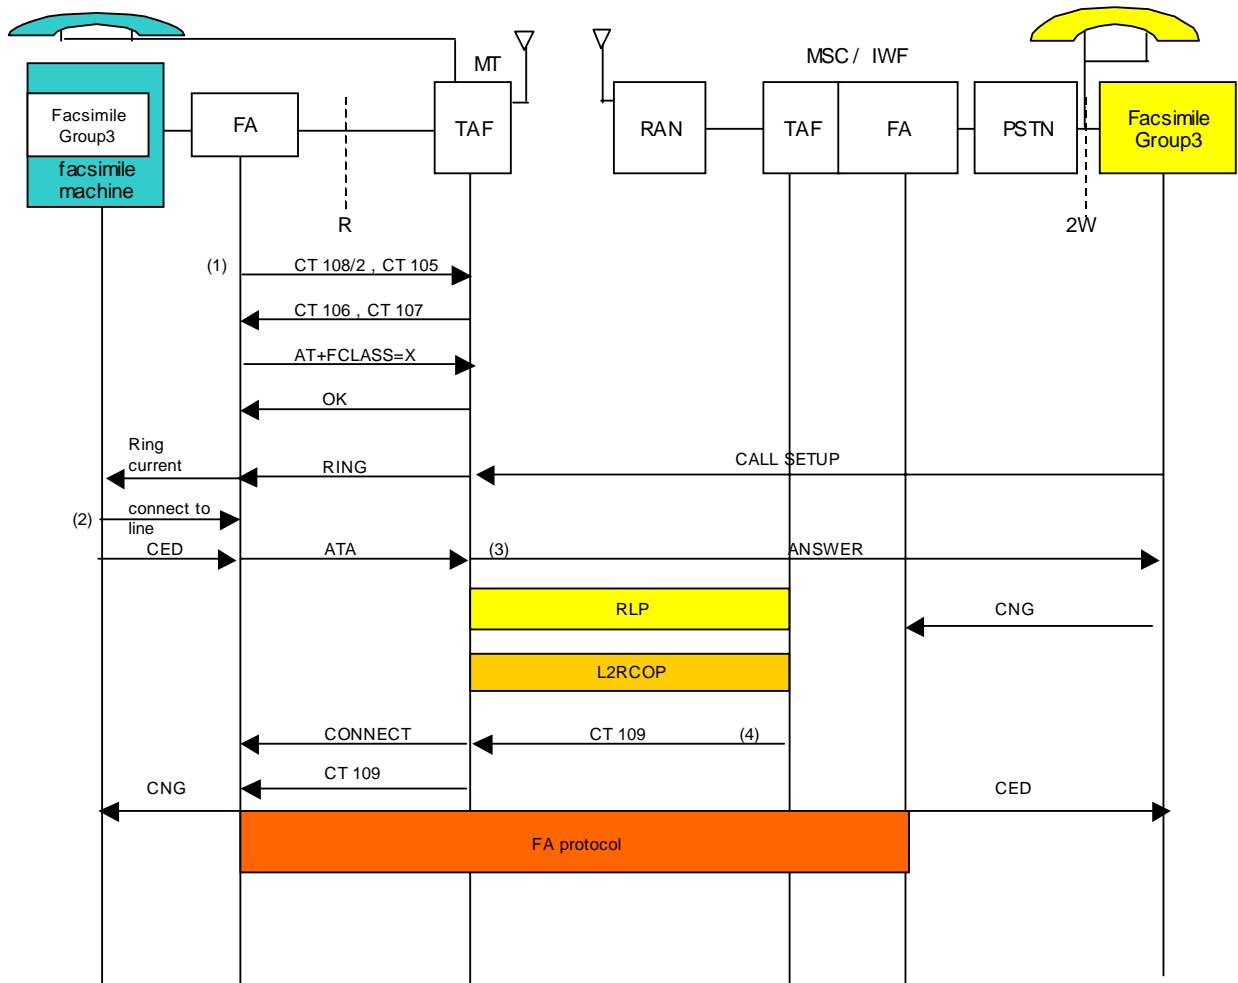 MT
MSC / IWF
Facsimile
Group3
facsimile
machine
FA
TAF
RAN
TAF
FA
PSTN
Facsimile
Group3
R
2W
(1)
CT 108/2 , CT 105
CT 106 , CT 107
AT+FCLASS=X
OK
Ring
current
RING
CALL SETUP
(2)
connect to
line
CED
ATA
(3)
ANSWER
RLP
CNG
L2RCOP
CONNECT
CT 109
(4)
CT 109
CNG
CED
FA protocol